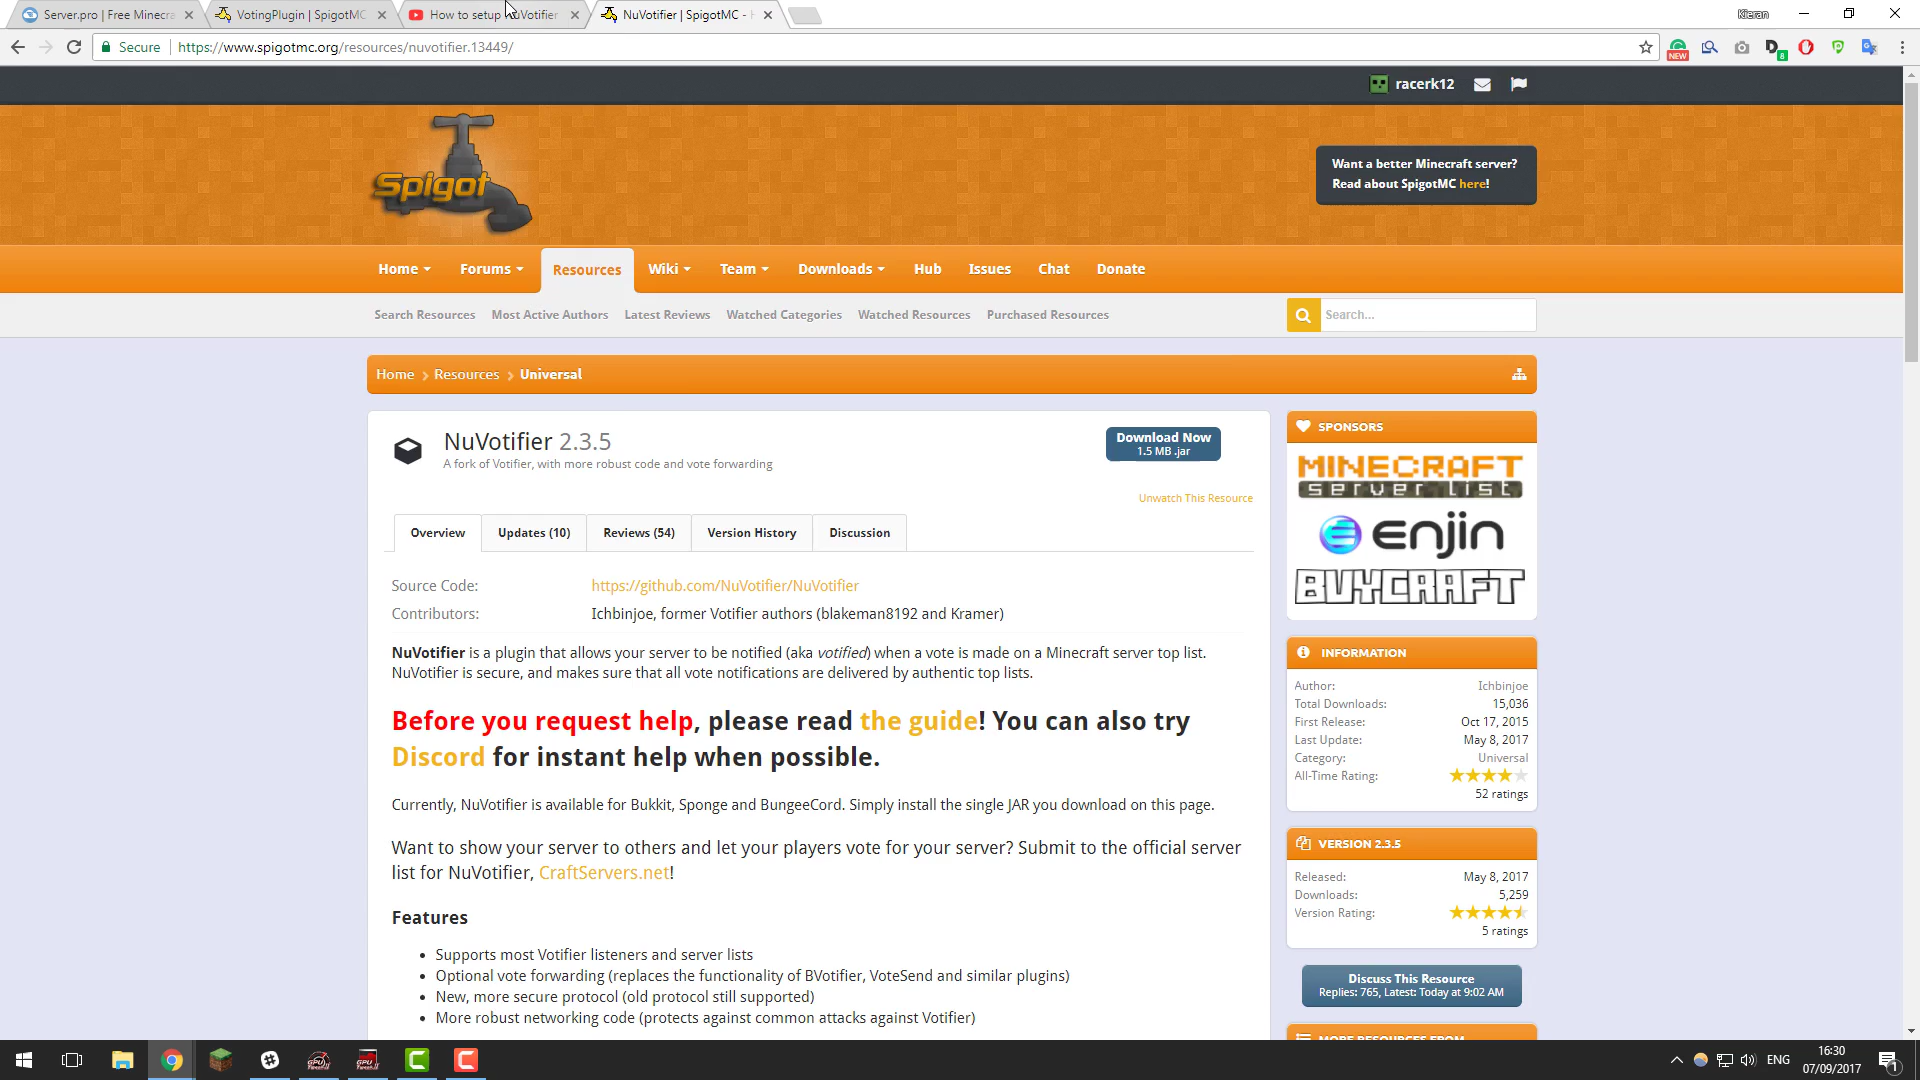 Server.pro | Free Minecra
VotingPlugin | SpigotMC
How to setup NuVotifier
NuVotifier | SpigotMC - H
Kieran
Secure
https://www.spigotmc.org/resources/nuvotifier.13449/
NEW
8
racerk12
Spigot
Want a better Minecraft server?
Read about SpigotMC here!
Home
Forums
Resources
Wiki
Team
Downloads
Hub
Issues
Chat
Donate
Search Resources
Most Active Authors
Latest Reviews
Watched Categories
Watched Resources
Purchased Resources
Search...
Home
Resources
Universal
NuVotifier 2.3.5
A fork of Votifier, with more robust code and vote forwarding
Download Now
1.5 MB .jar
Unwatch This Resource
Overview
Updates (10)
Reviews (54)
Version History
Discussion
Source Code: https://github.com/NuVotifier/NuVotifier
Contributors: Ichbinjoe, former Votifier authors (blakeman8192 and Kramer)
NuVotifier is a plugin that allows your server to be notified (aka votified) when a vote is made on a Minecraft server top list.
NuVotifier is secure, and makes sure that all vote notifications are delivered by authentic top lists.
Before you request help, please read the guide! You can also try
Discord for instant help when possible.
Currently, NuVotifier is available for Bukkit, Sponge and BungeeCord. Simply install the single JAR you download on this page.
Want to show your server to others and let your players vote for your server? Submit to the official server
list for NuVotifier, CraftServers.net!
Features
• Supports most Votifier listeners and server lists
• Optional vote forwarding (replaces the functionality of BVotifier, VoteSend and similar plugins)
• New, more secure protocol (old protocol still supported)
• More robust networking code (protects against common attacks against Votifier)
SPONSORS
MINECRAFT
SERVER LIST
enjin
BUYCRAFT
INFORMATION
Author: Ichbinjoe
Total Downloads: 15,036
First Release: Oct 17, 2015
Last Update: May 8, 2017
Category: Universal
All-Time Rating:
52 ratings
VERSION 2.3.5
Released: May 8, 2017
Downloads: 5,259
Version Rating:
5 ratings
Discuss This Resource
Replies: 765, Latest: Today at 9:02 AM
MORE RESOURCES FROM
ENG
16:30
07/09/2017
1